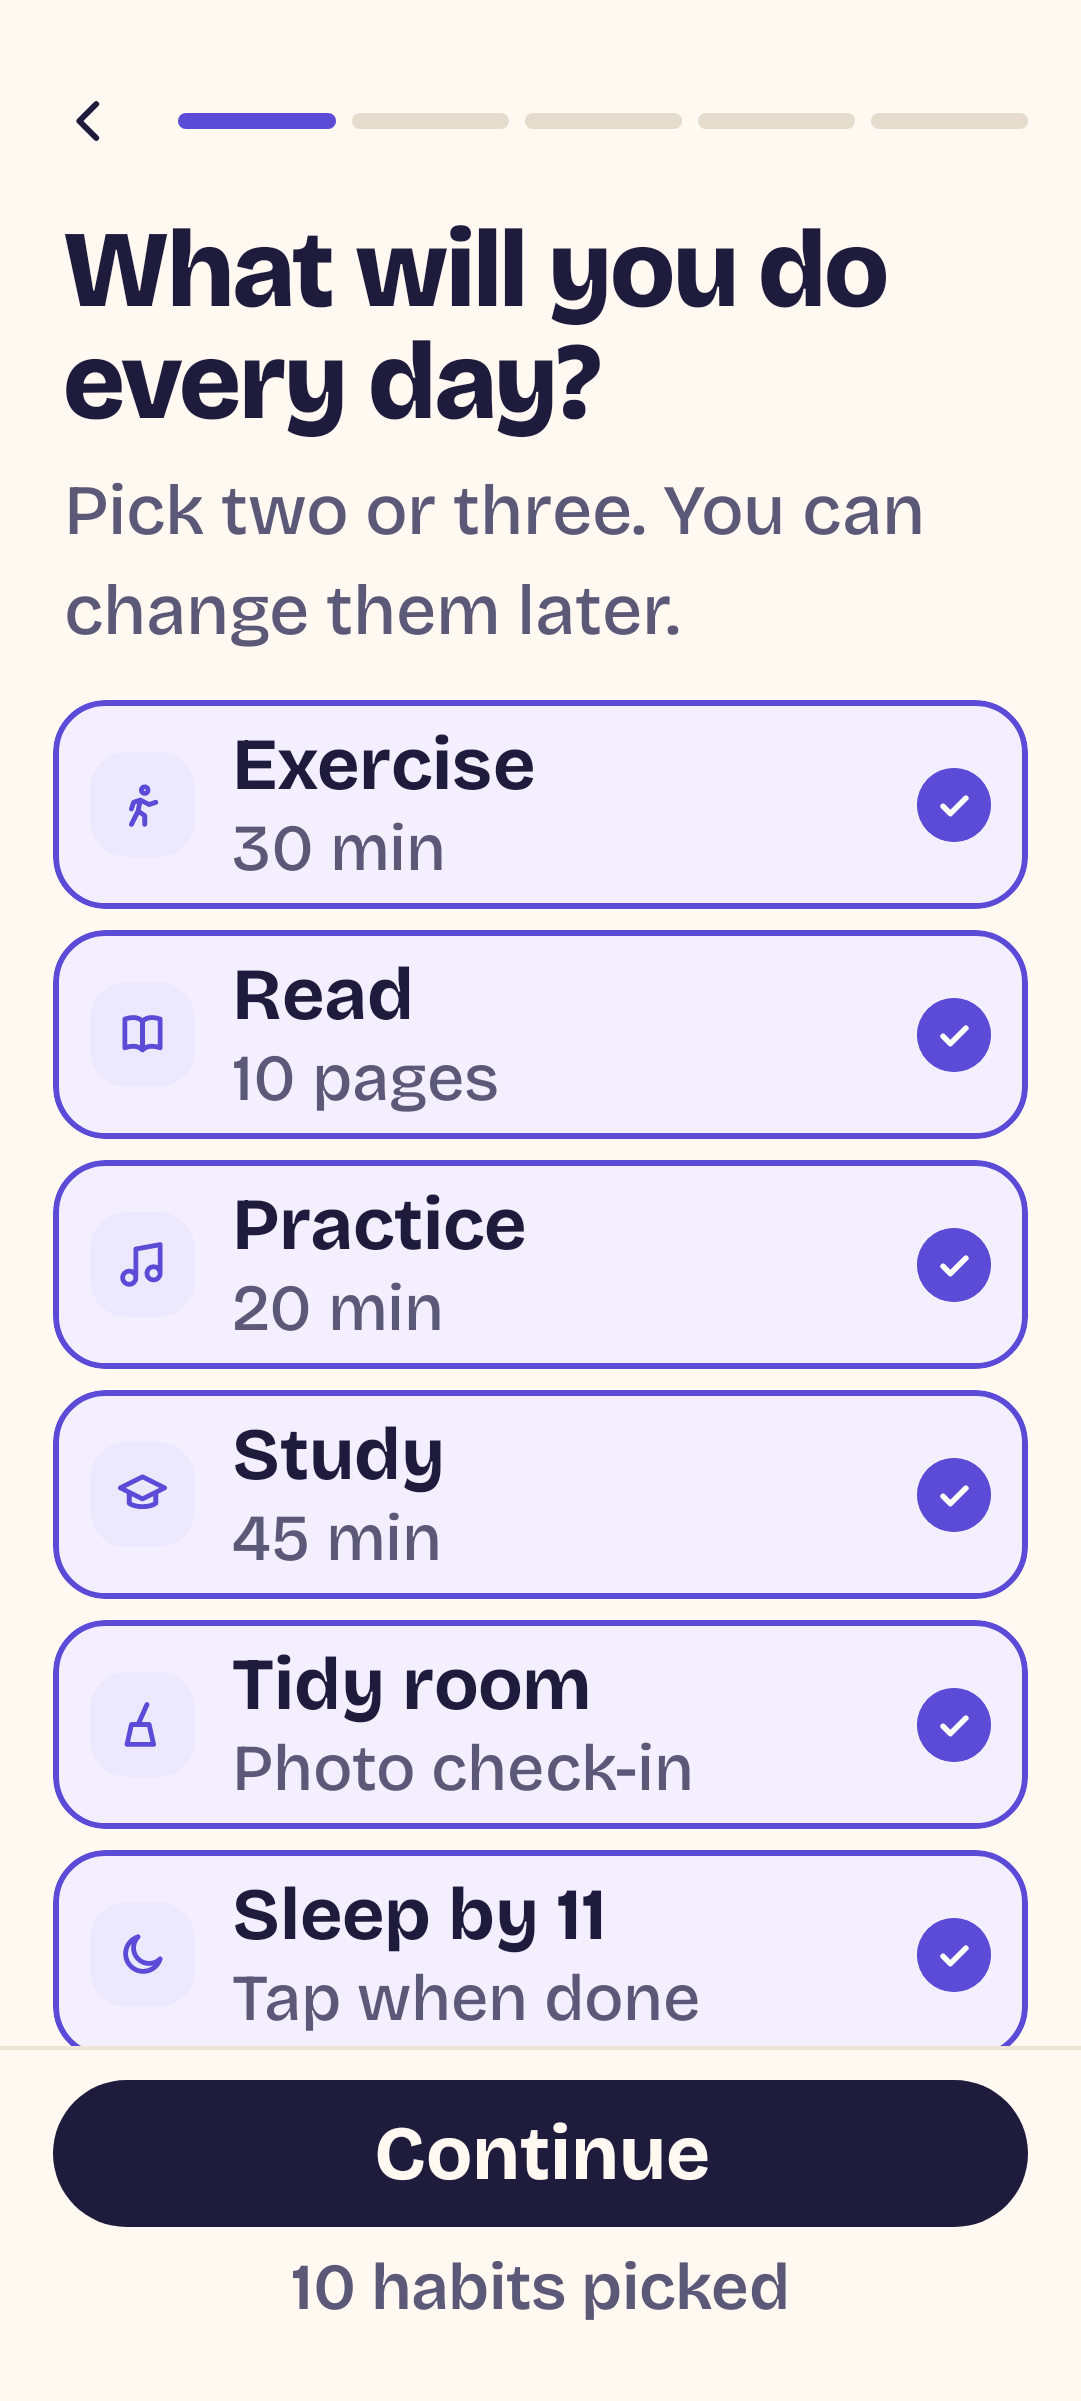 What will you do
every day?
Pick two or three. You can
change them later.
Exercise
30 min
Read
10 pages
Practice
20 min
Study
45 min
Tidy room
Photo check-in
Sleep by 11
Tap when done
Continue
10 habits picked